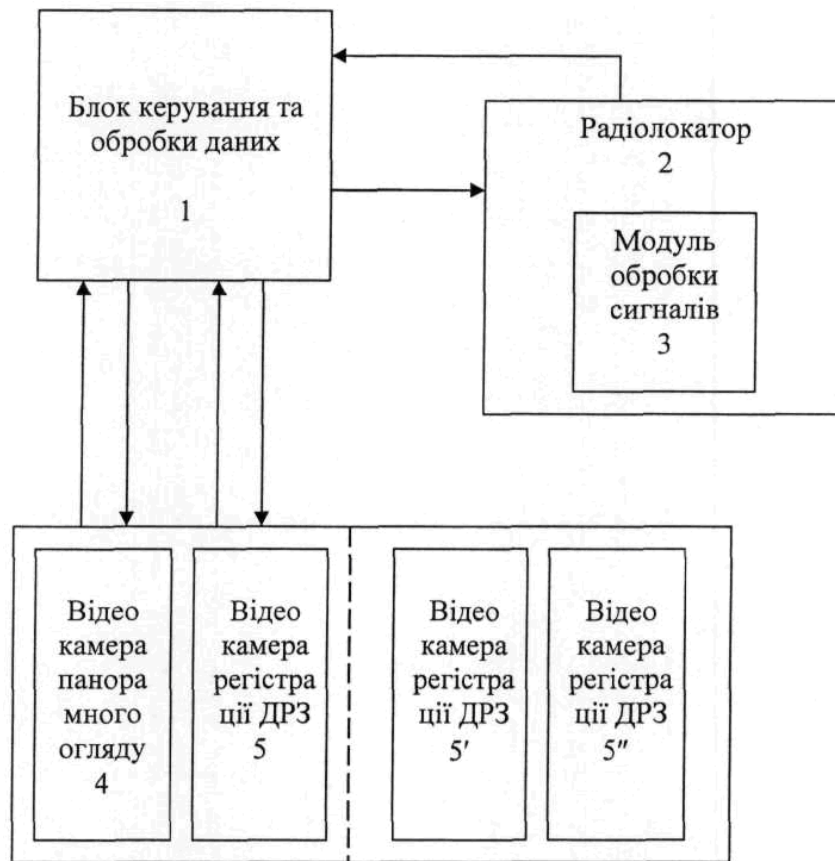 Блок керування та
обробки даних
1
Радіолокатор
2
Модуль
обробки
сигналів
3
Відео
камера
панора
много
огляду
4
Відео
камера
регістра
ції ДРЗ
5
Відео
камера
регістра
ції ДРЗ
5′
Відео
камера
регістра
ції ДРЗ
5″